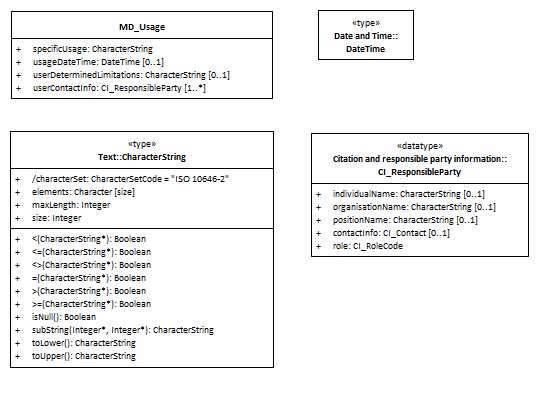 MD_Usage
+ specificUsage: CharacterString
+ usageDateTime: DateTime [0..1]
+ userDeterminedLimitations: CharacterString [0..1]
+ userContactInfo: CI_ResponsibleParty [1..*]
«type»
Date and Time::
DateTime
«type»
Text::CharacterString
+ /characterSet: CharacterSetCode = "ISO 10646-2"
+ elements: Character [size]
+ maxLength: Integer
+ size: Integer
+ <(CharacterString*): Boolean
+ <=(CharacterString*): Boolean
+ <>(CharacterString*): Boolean
+ =(CharacterString*): Boolean
+ >(CharacterString*): Boolean
+ >=(CharacterString*): Boolean
+ isNull(): Boolean
+ subString(Integer*, Integer*): CharacterString
+ toLower(): CharacterString
+ toUpper(): CharacterString
«datatype»
Citation and responsible party information::
CI_ResponsibleParty
+ individualName: CharacterString [0..1]
+ organisationName: CharacterString [0..1]
+ positionName: CharacterString [0..1]
+ contactInfo: CI_Contact [0..1]
+ role: CI_RoleCode